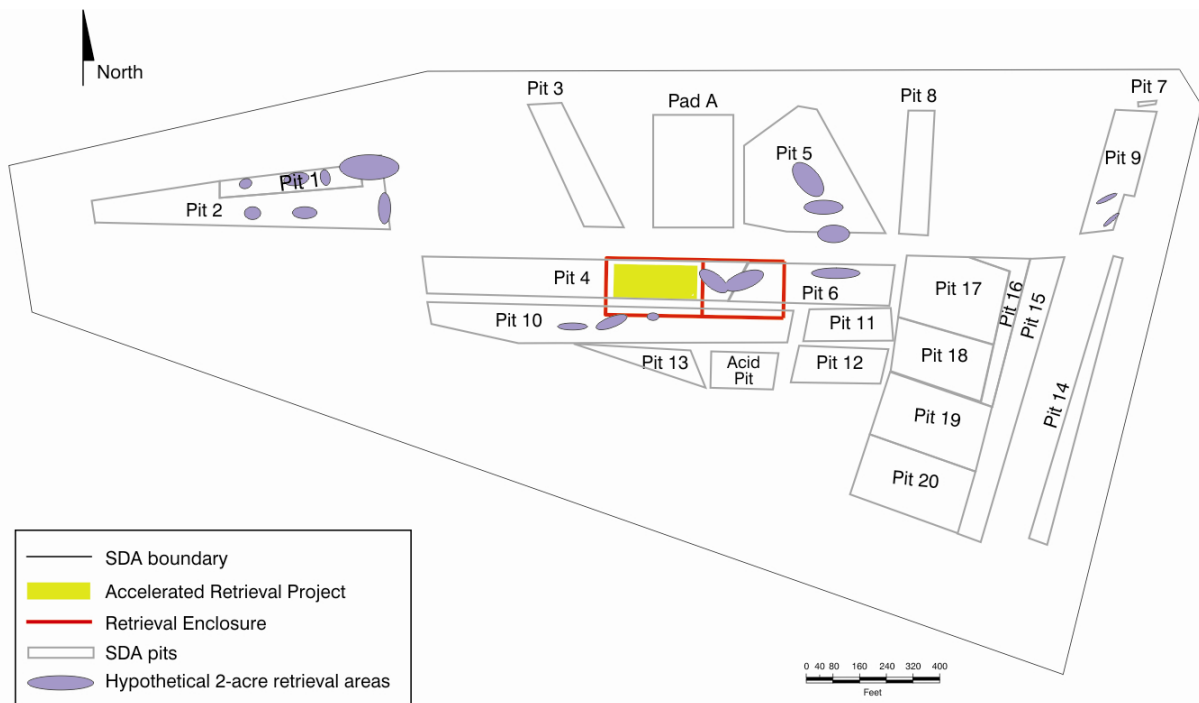 North
Pit 3
Pad A
Pit 5
Pit 8
Pit 7
Pit 9
Pit 1
Pit 2
Pit 4
Pit 6
Pit 10
Pit 11
Pit 13
Acid
Pit
Pit 12
Pit 17
Pit 16
Pit 15
Pit 18
Pit 14
Pit 19
Pit 20
SDA boundary
Accelerated Retrieval Project
Retrieval Enclosure
SDA pits
Hypothetical 2-acre retrieval areas
0 40 80 160 240 320 400
Feet